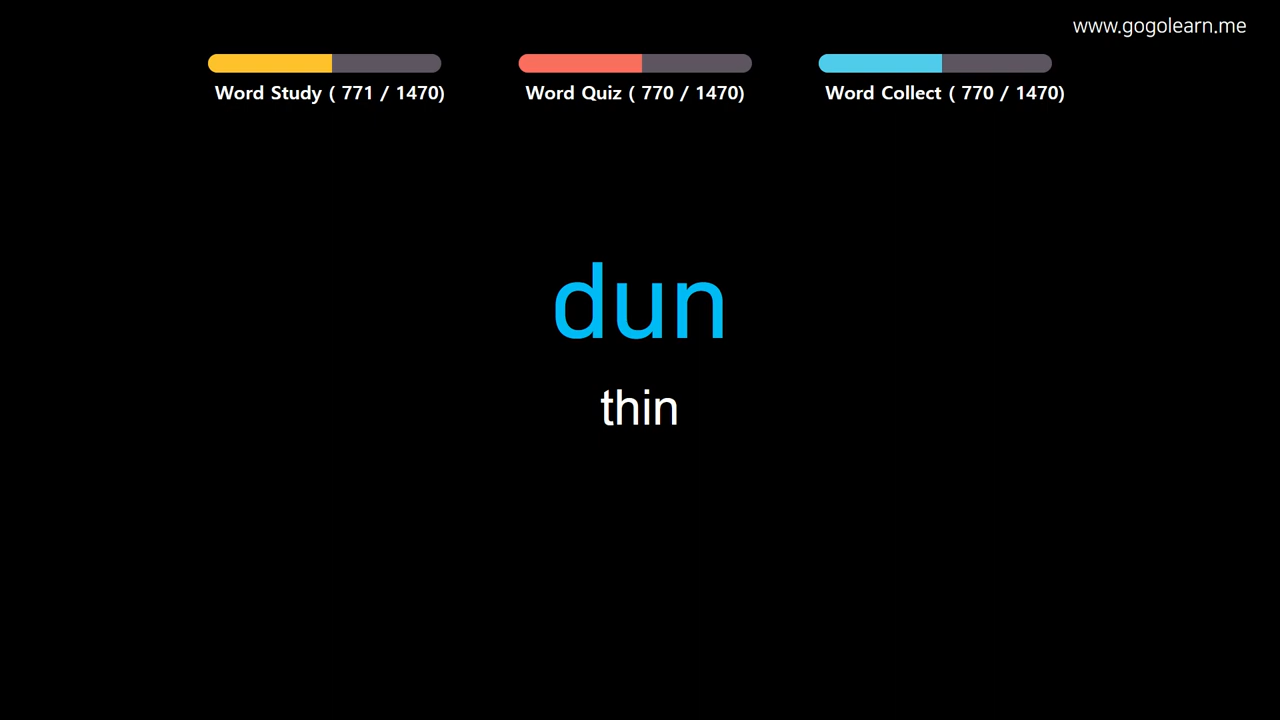 www.gogolearn.me
Word Study ( 771 / 1470)
Word Quiz ( 770 / 1470)
Word Collect ( 770 / 1470)
dun
thin